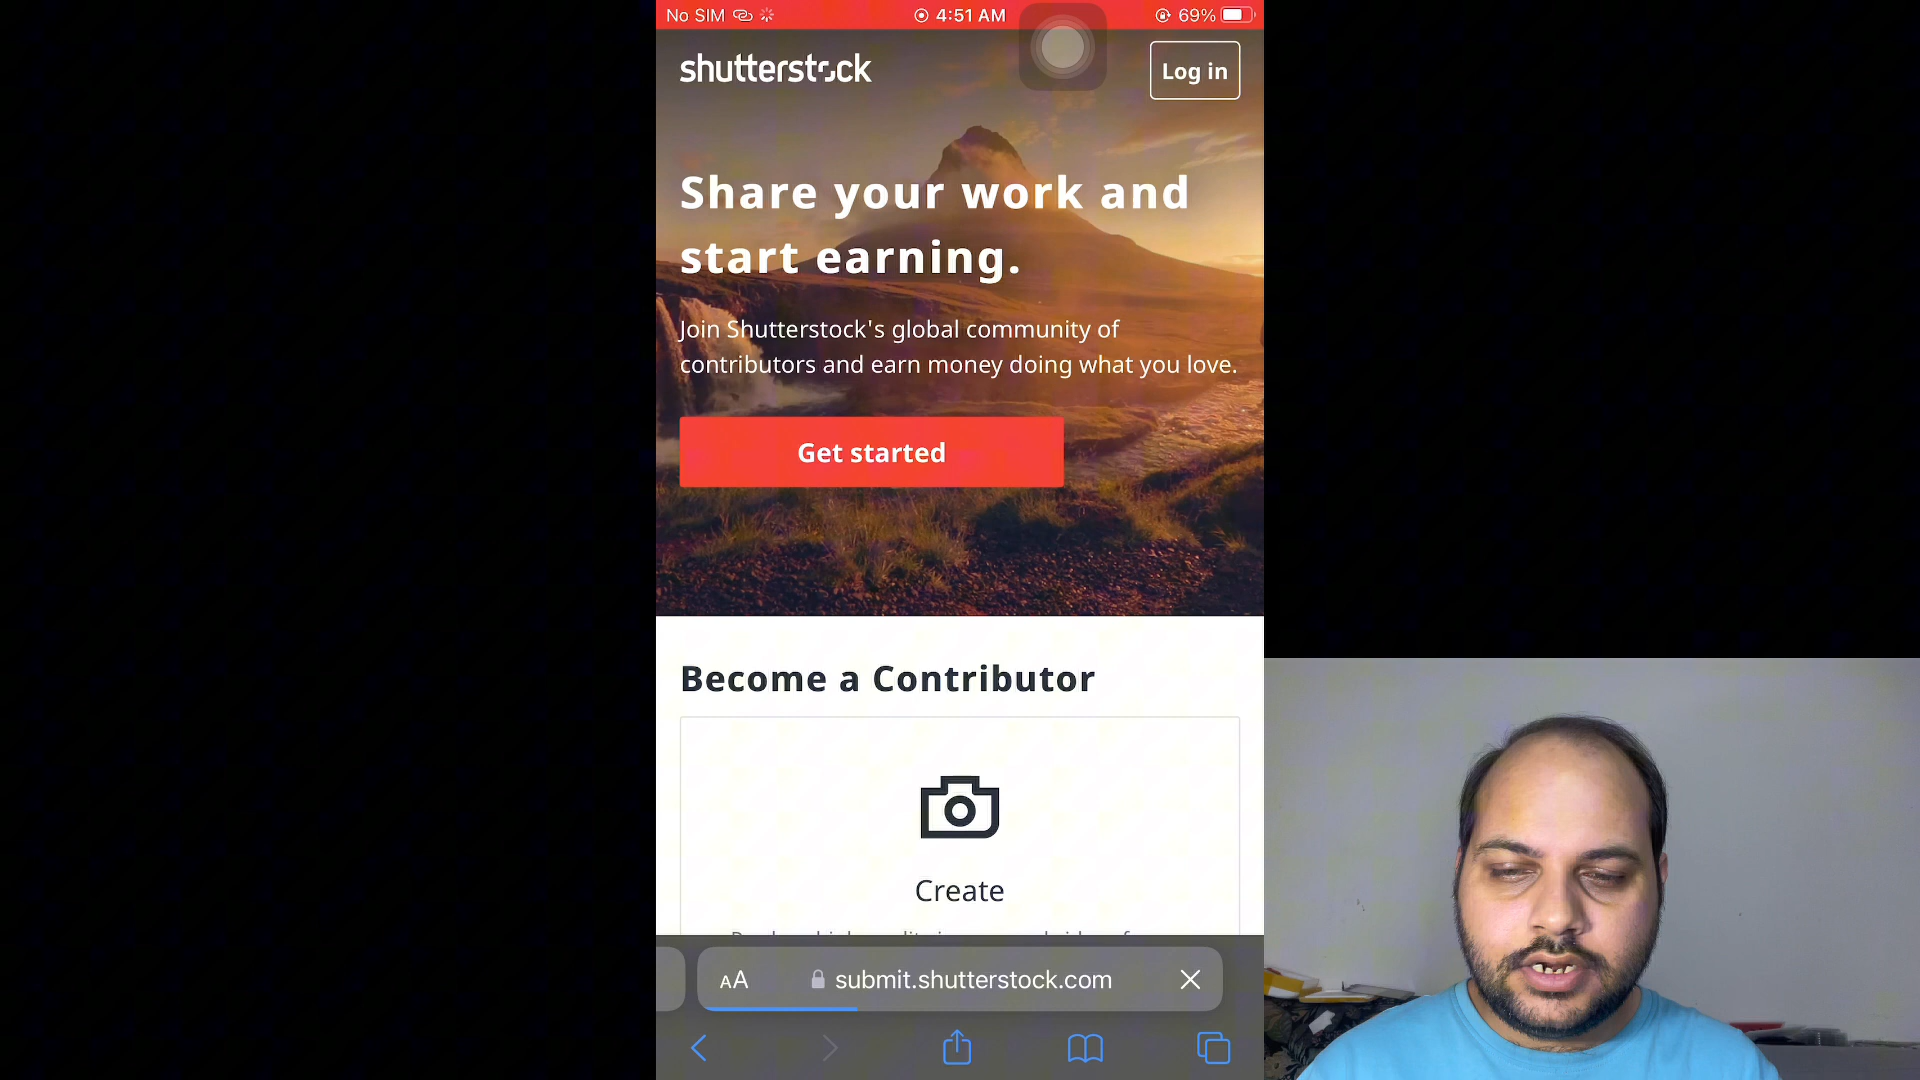 No SIM 4:51 AM 69%
shutterstock
Log in
Share your work and
start earning.
Join Shutterstock's global community of
contributors and earn money doing what you love.
Get started
Become a Contributor
Create
AA submit.shutterstock.com